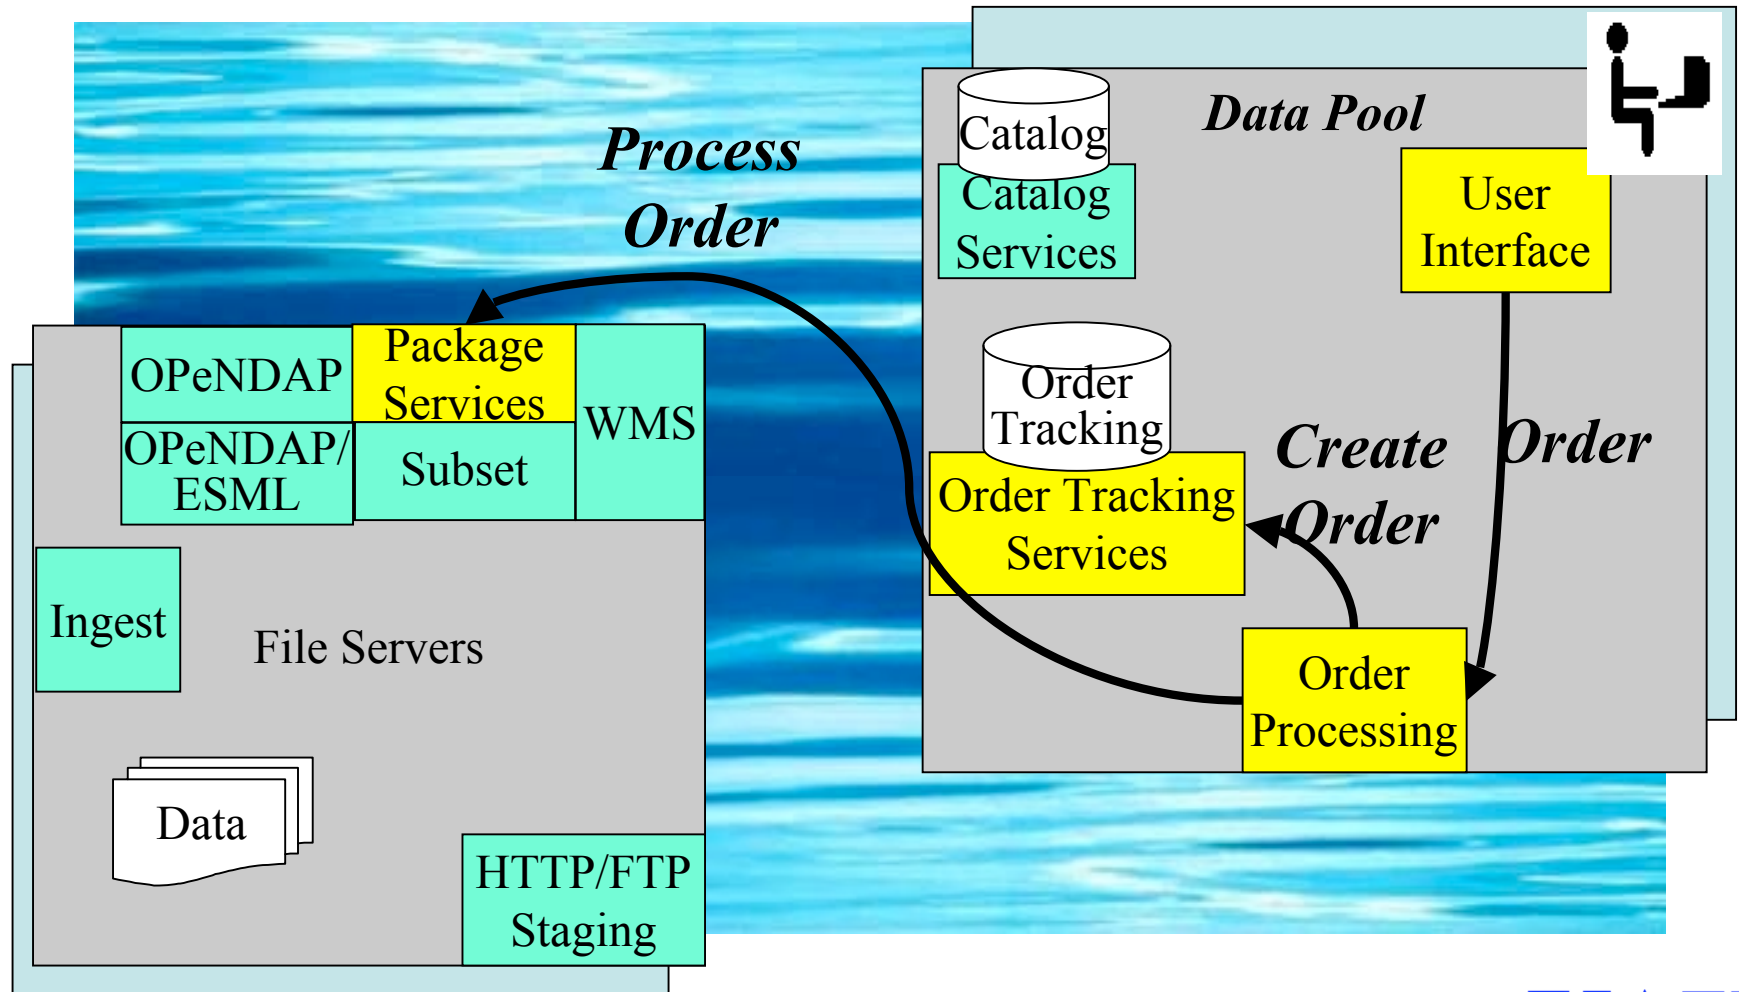 Process
Order
Data Pool
Catalog
Catalog
Services
User
Interface
Order
Tracking
Order Tracking
Services
Create
Order
Order
Order
Processing
OPeNDAP
Package
Services
WMS
OPeNDAP/
ESML
Subset
Ingest
File Servers
Data
HTTP/FTP
Staging